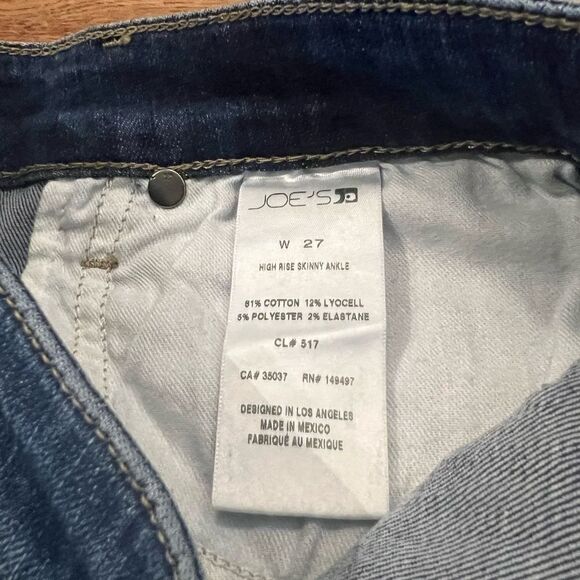 JOE'S
W 27
HIGH RISE SKINNY ANKLE
81% COTTON 12% LYOCELL
5% POLYESTER 2% ELASTANE
CL# 517
CA# 35037 RN# 149497
DESIGNED IN LOS ANGELES
MADE IN MEXICO
FABRIQUÉ AU MEXIQUE